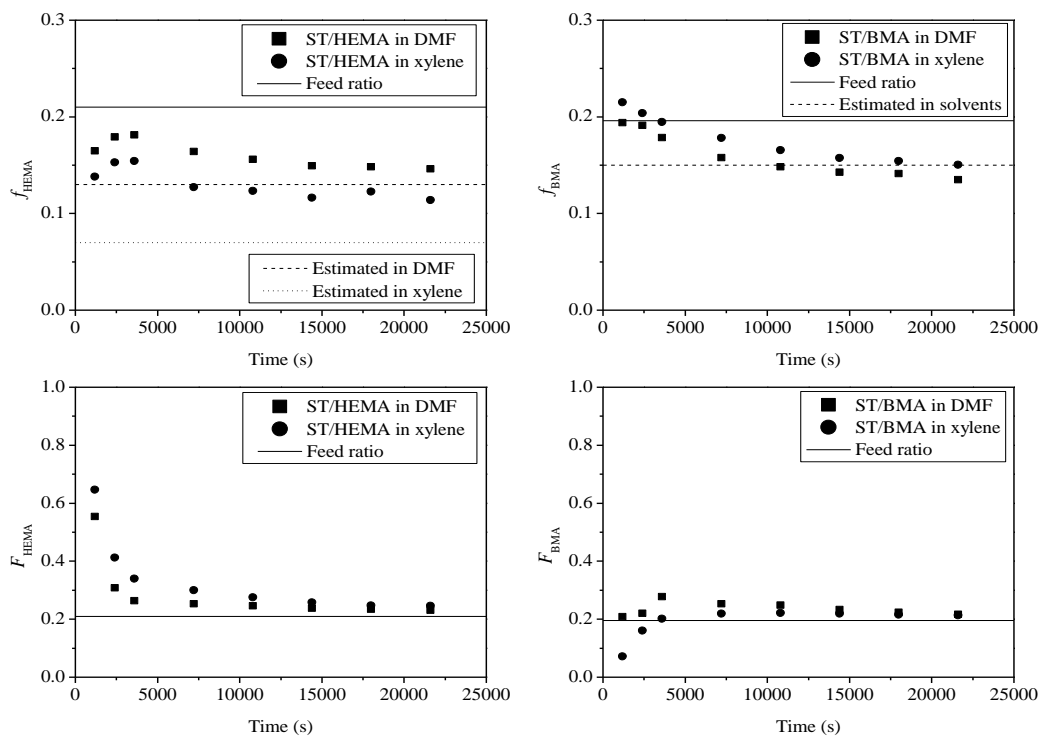 0.3
0.2
0.1
0.0
f HEMA
ST/HEMA in DMF
ST/HEMA in xylene
Feed ratio
Estimated in DMF
Estimated in xylene
0 5000 10000 15000 20000 25000
Time (s)
0.3
0.2
0.1
0.0
f BMA
ST/BMA in DMF
ST/BMA in xylene
Feed ratio
Estimated in solvents
0 5000 10000 15000 20000 25000
Time (s)
1.0
0.8
0.6
0.4
0.2
0.0
F HEMA
ST/HEMA in DMF
ST/HEMA in xylene
Feed ratio
0 5000 10000 15000 20000 25000
Time (s)
1.0
0.8
0.6
0.4
0.2
0.0
F BMA
ST/BMA in DMF
ST/BMA in xylene
Feed ratio
0 5000 10000 15000 20000 25000
Time (s)